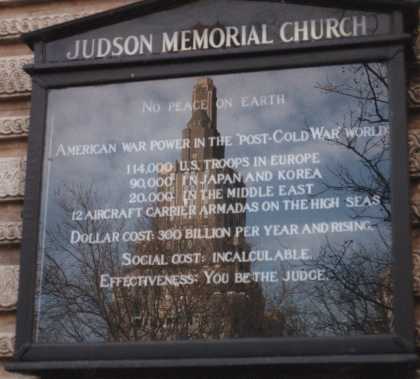 JUDSON MEMORIAL CHURCH
NO PEACE ON EARTH
AMERICAN WAR POWER IN THE "POST-COLD WAR" WORLD:
114,000 U.S. TROOPS IN EUROPE
90,000 IN JAPAN AND KOREA
20,000 IN THE MIDDLE EAST
12 AIRCRAFT CARRIER ARMADAS ON THE HIGH SEAS
DOLLAR COST: 300 BILLION PER YEAR AND RISING.
SOCIAL COST: INCALCULABLE.
EFFECTIVENESS: YOU BE THE JUDGE.